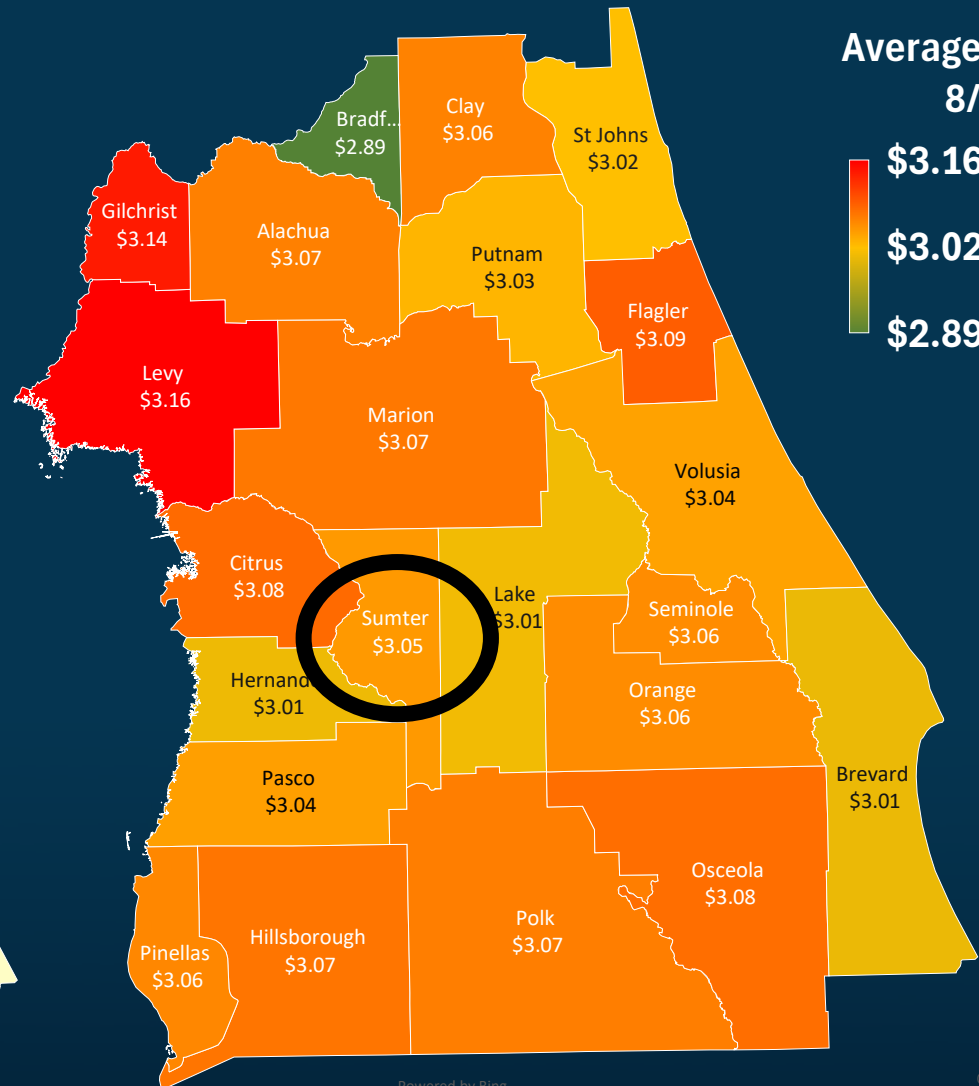 Average
8/
$3.16
$3.02
$2.89
Bradf...
$2.89
Clay
$3.06
St Johns
$3.02
Gilchrist
$3.14
Alachua
$3.07
Putnam
$3.03
Flagler
$3.09
Levy
$3.16
Marion
$3.07
Volusia
$3.04
Citrus
$3.08
Sumter
$3.05
Lake
$3.01
Seminole
$3.06
Hernand
$3.01
Orange
$3.06
Pasco
$3.04
Brevard
$3.01
Osceola
$3.08
Polk
$3.07
Hillsborough
$3.07
Pinellas
$3.06
Powered by Bing